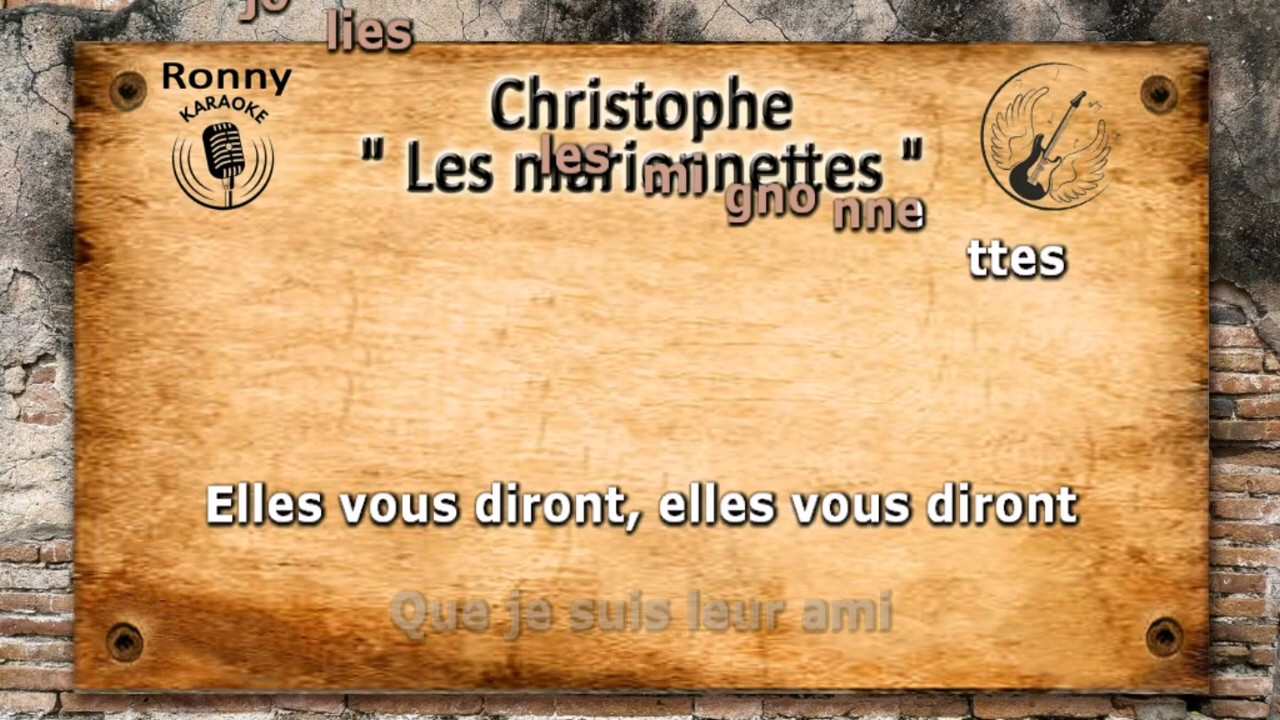 jo
lies
Ronny
KARAOKE
Christophe
" Les marionnettes "
les mi gno nne
ttes
Elles vous diront, elles vous diront
Que je suis leur ami